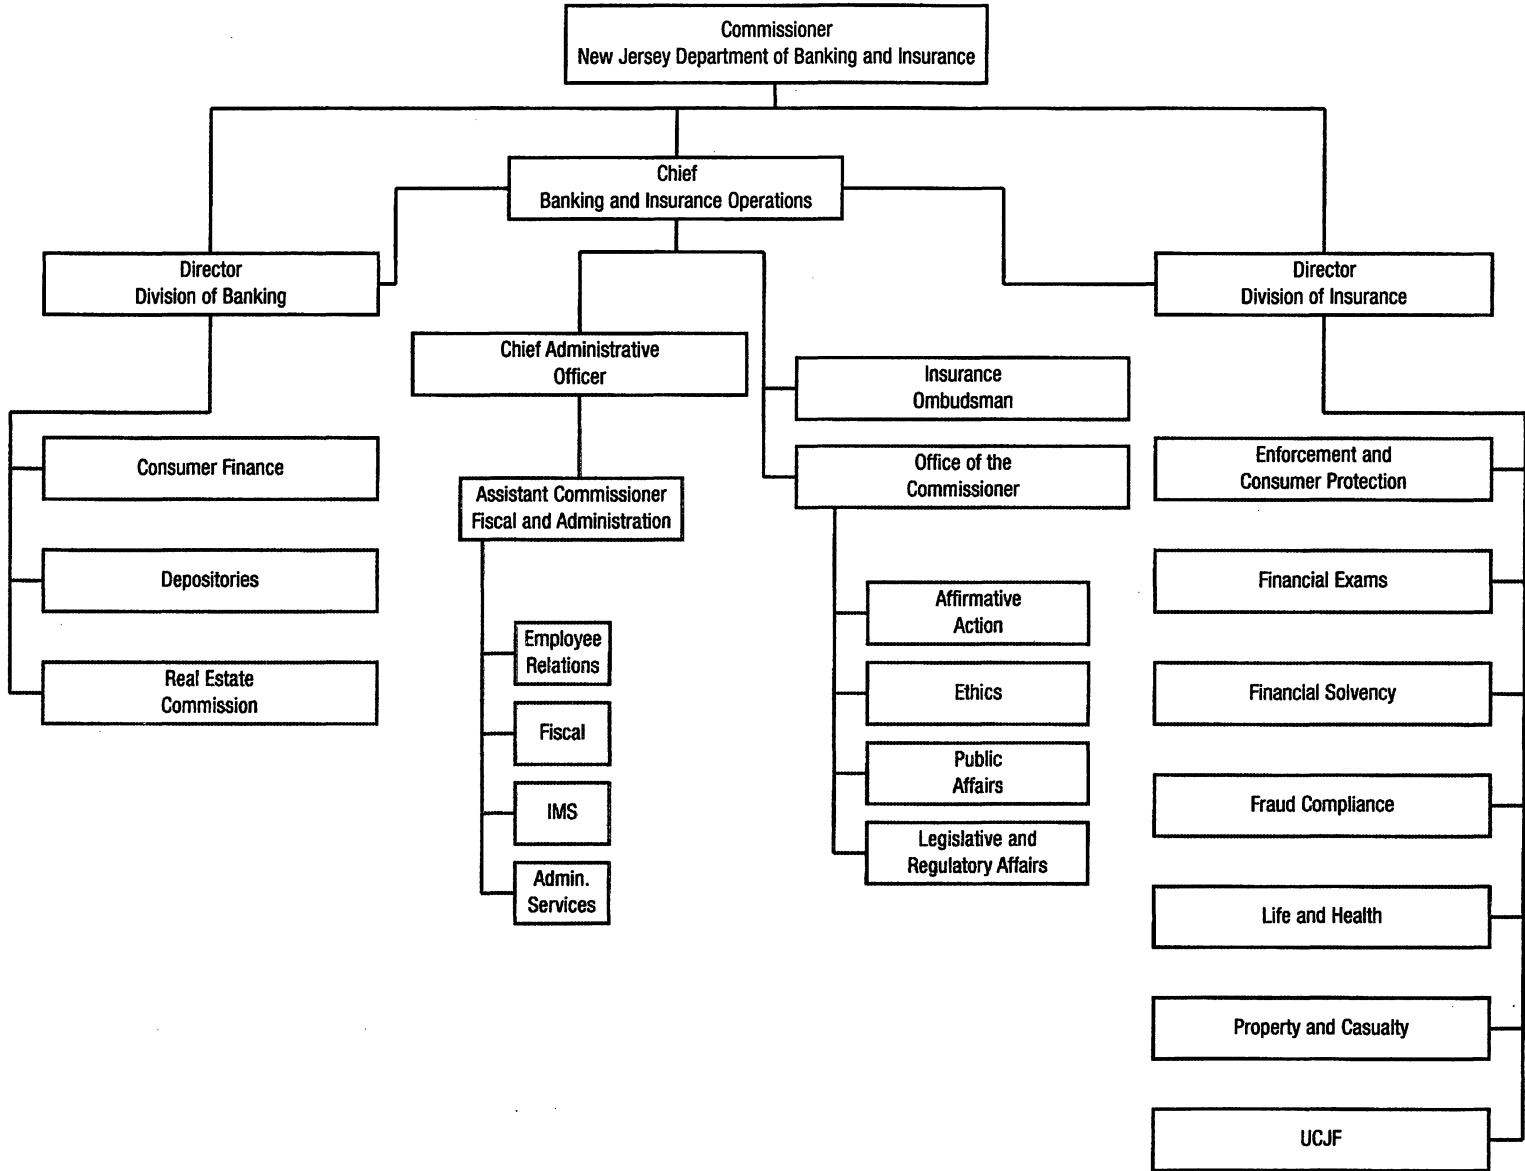 Commissioner
New Jersey Department of Banking and Insurance
Chief
Banking and Insurance Operations
Director
Division of Banking
Director
Division of Insurance
Chief Administrative
Officer
Insurance
Ombudsman
Office of the
Commissioner
Consumer Finance
Depositories
Real Estate
Commission
Assistant Commissioner
Fiscal and Administration
Employee
Relations
Fiscal
IMS
Admin.
Services
Affirmative
Action
Ethics
Public
Affairs
Legislative and
Regulatory Affairs
Enforcement and
Consumer Protection
Financial Exams
Financial Solvency
Fraud Compliance
Life and Health
Property and Casualty
UCJF